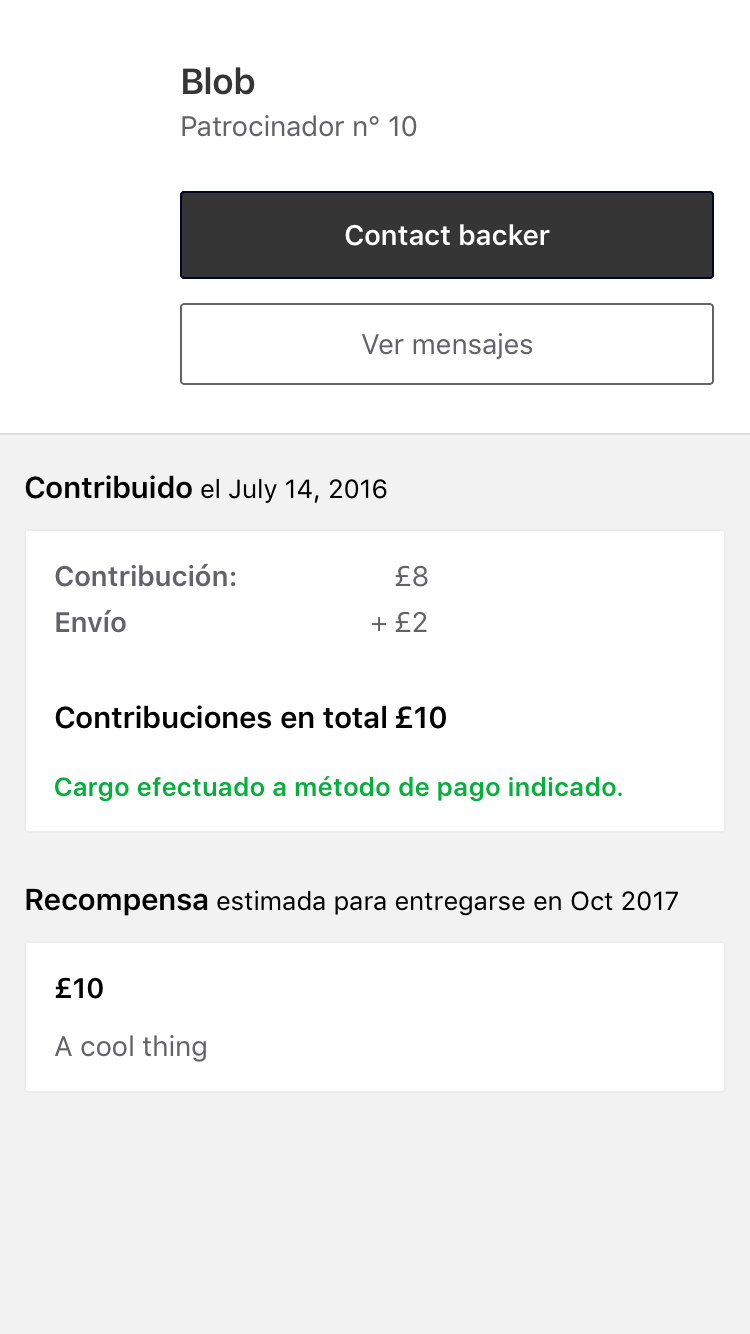 Blob
Patrocinador n° 10
Contact backer
Ver mensajes
Contribuido el July 14, 2016
Contribución: £8
Envío + £2
Contribuciones en total £10
Cargo efectuado a método de pago indicado.
Recompensa estimada para entregarse en Oct 2017
£10
A cool thing